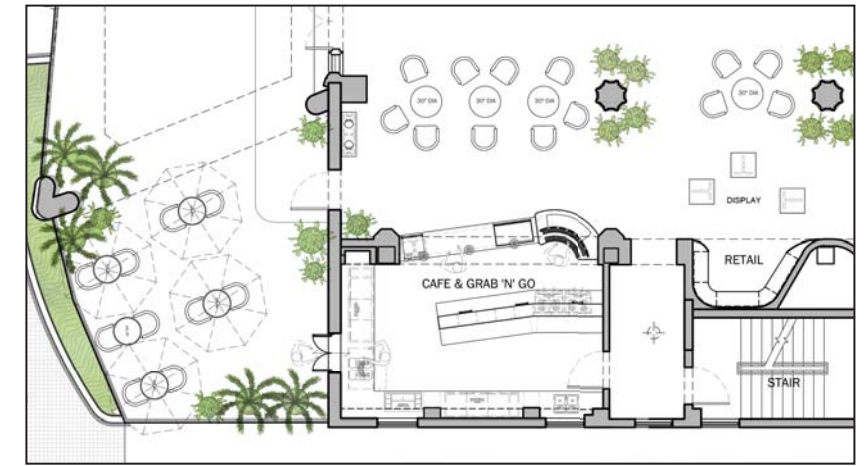 30" DIA
30" DIA
30" DIA
30" DIA
DISPLAY
RETAIL
CAFE & GRAB 'N' GO
STAIR